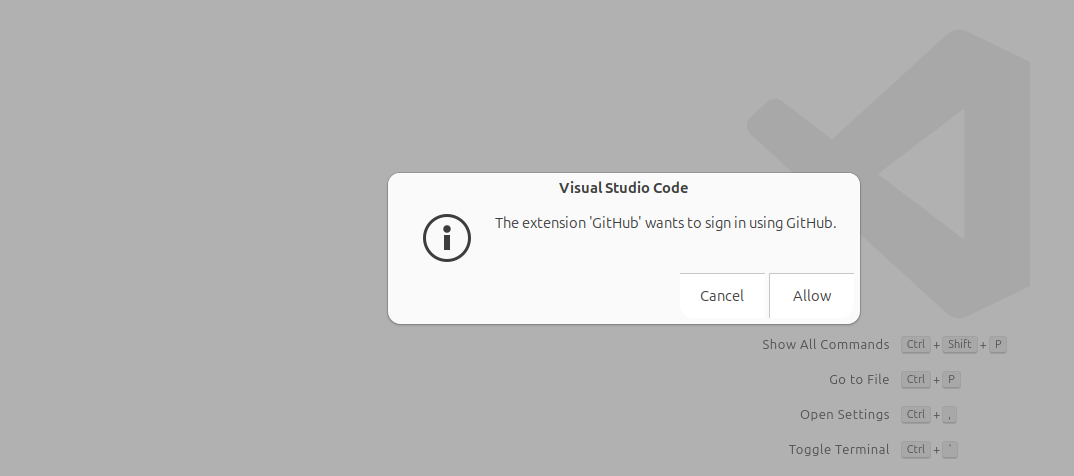 Visual Studio Code
The extension 'GitHub' wants to sign in using GitHub.
Cancel Allow
Show All Commands Ctrl + Shift + P
Go to File Ctrl + P
Open Settings Ctrl + ,
Toggle Terminal Ctrl + `